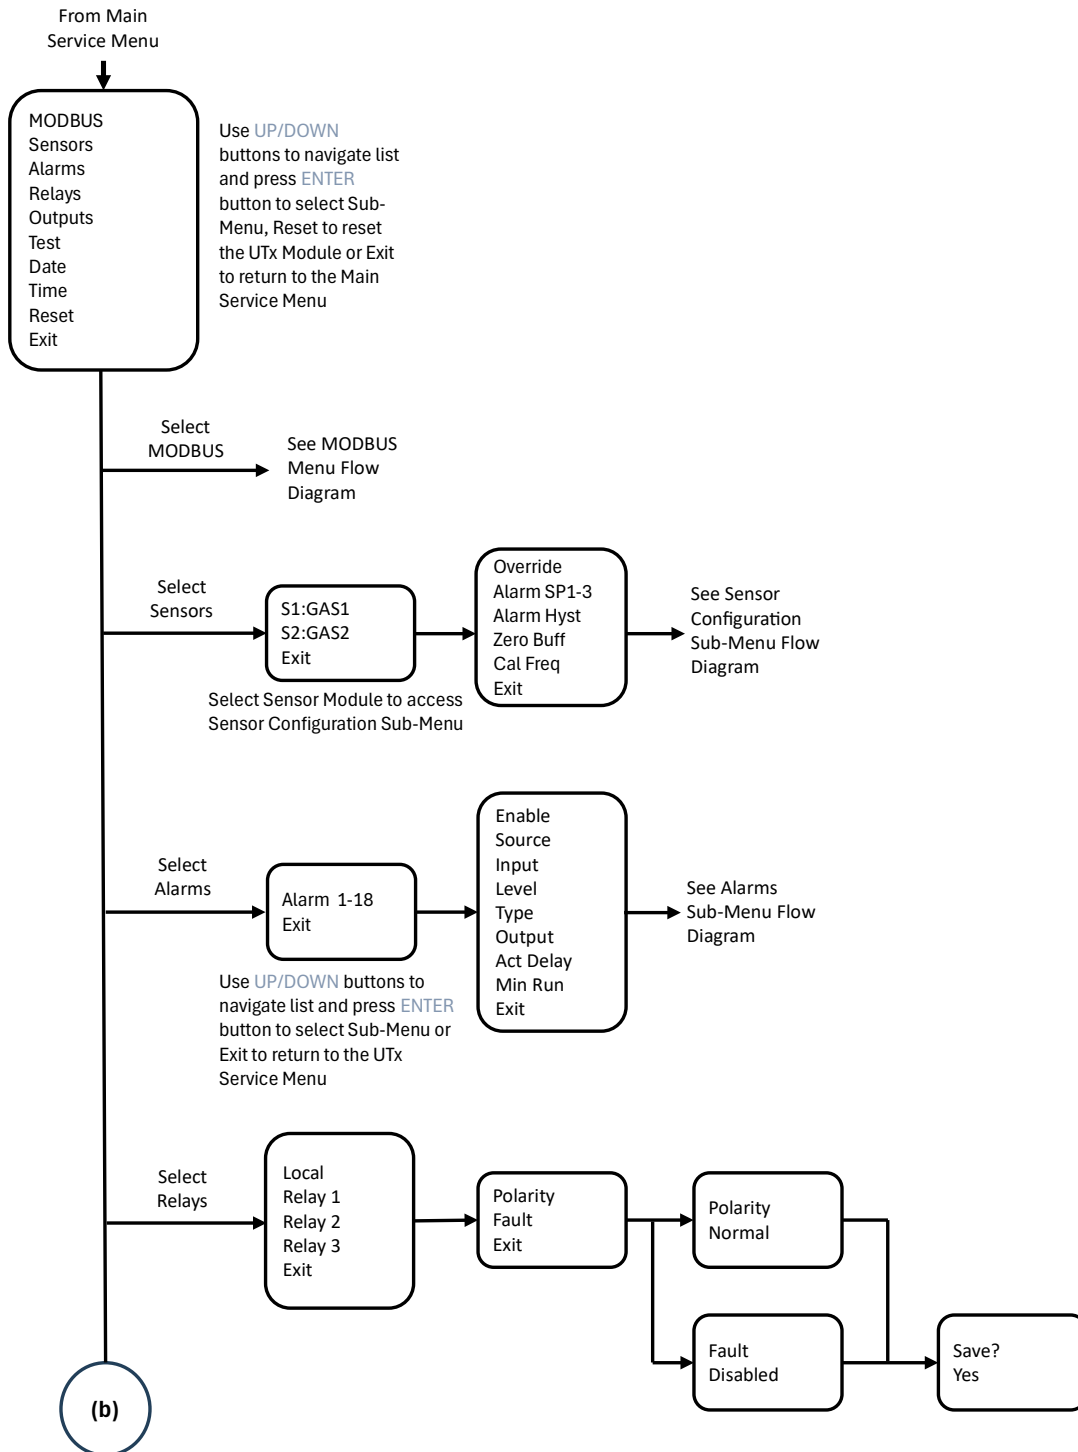 From Main
Service Menu
MODBUS
Sensors
Alarms
Relays
Outputs
Test
Date
Time
Reset
Exit
Use UP/DOWN
buttons to navigate list
and press ENTER
button to select Sub-
Menu, Reset to reset
the UTx Module or Exit
to return to the Main
Service Menu
Select
MODBUS
See MODBUS
Menu Flow
Diagram
Select
Sensors
S1:GAS1
S2:GAS2
Exit
Select Sensor Module to access
Sensor Configuration Sub-Menu
Override
Alarm SP1-3
Alarm Hyst
Zero Buff
Cal Freq
Exit
See Sensor
Configuration
Sub-Menu Flow
Diagram
Select
Alarms
Alarm 1-18
Exit
Use UP/DOWN buttons to
navigate list and press ENTER
button to select Sub-Menu or
Exit to return to the UTx
Service Menu
Enable
Source
Input
Level
Type
Output
Act Delay
Min Run
Exit
See Alarms
Sub-Menu Flow
Diagram
Select
Relays
Local
Relay 1
Relay 2
Relay 3
Exit
Polarity
Fault
Exit
Polarity
Normal
Fault
Disabled
Save?
Yes
(b)